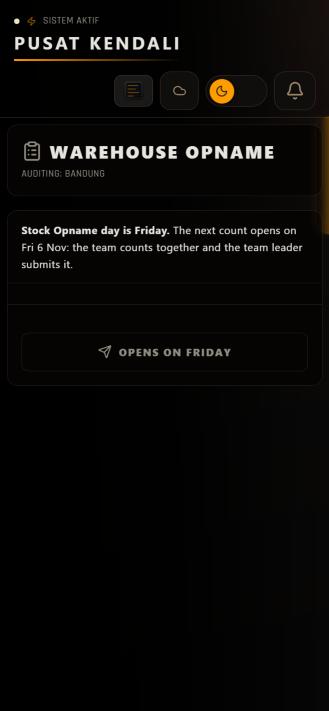 SISTEM AKTIF
PUSAT KENDALI
WAREHOUSE OPNAME
AUDITING: BANDUNG
Stock Opname day is Friday. The next count opens on
Fri 6 Nov: the team counts together and the team leader
submits it.
OPENS ON FRIDAY